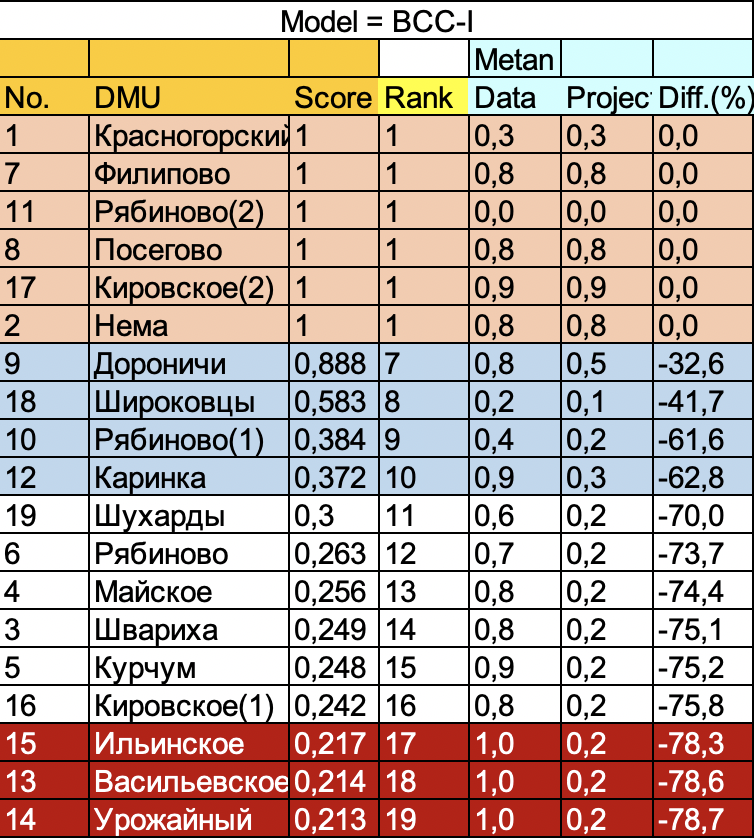 Model = BCC-I
Metan
No. DMU Score Rank Data Projec Diff.(%)
1 Красногорский 1 1 0,3 0,3 0,0
7 Филипово 1 1 0,8 0,8 0,0
11 Рябиново(2) 1 1 0,0 0,0 0,0
8 Посегово 1 1 0,8 0,8 0,0
17 Кировское(2) 1 1 0,9 0,9 0,0
2 Нема 1 1 0,8 0,8 0,0
9 Дороничи 0,888 7 0,8 0,5 -32,6
18 Широковцы 0,583 8 0,2 0,1 -41,7
10 Рябиново(1) 0,384 9 0,4 0,2 -61,6
12 Каринка 0,372 10 0,9 0,3 -62,8
19 Шухарды 0,3 11 0,6 0,2 -70,0
6 Рябиново 0,263 12 0,7 0,2 -73,7
4 Майское 0,256 13 0,8 0,2 -74,4
3 Швариха 0,249 14 0,8 0,2 -75,1
5 Курчум 0,248 15 0,9 0,2 -75,2
16 Кировское(1) 0,242 16 0,8 0,2 -75,8
15 Ильинское 0,217 17 1,0 0,2 -78,3
13 Васильевское 0,214 18 1,0 0,2 -78,6
14 Урожайный 0,213 19 1,0 0,2 -78,7